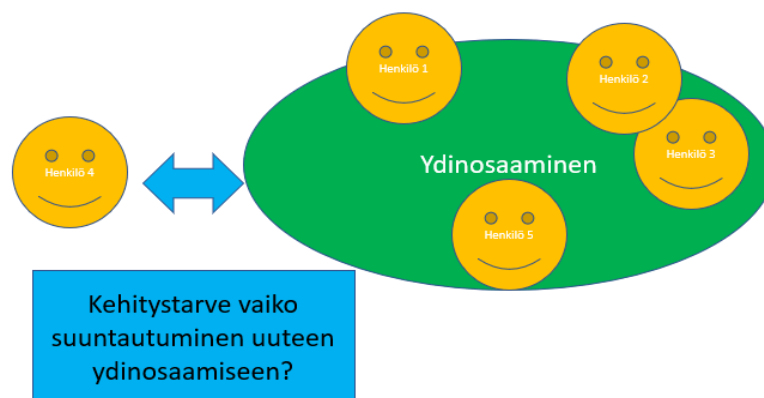 Henkilö 1
Henkilö 2
Henkilö 3
Henkilö 4
Ydinosaaminen
Henkilö 5
Kehitystarve vaiko
suuntautuminen uuteen
ydinosaamiseen?